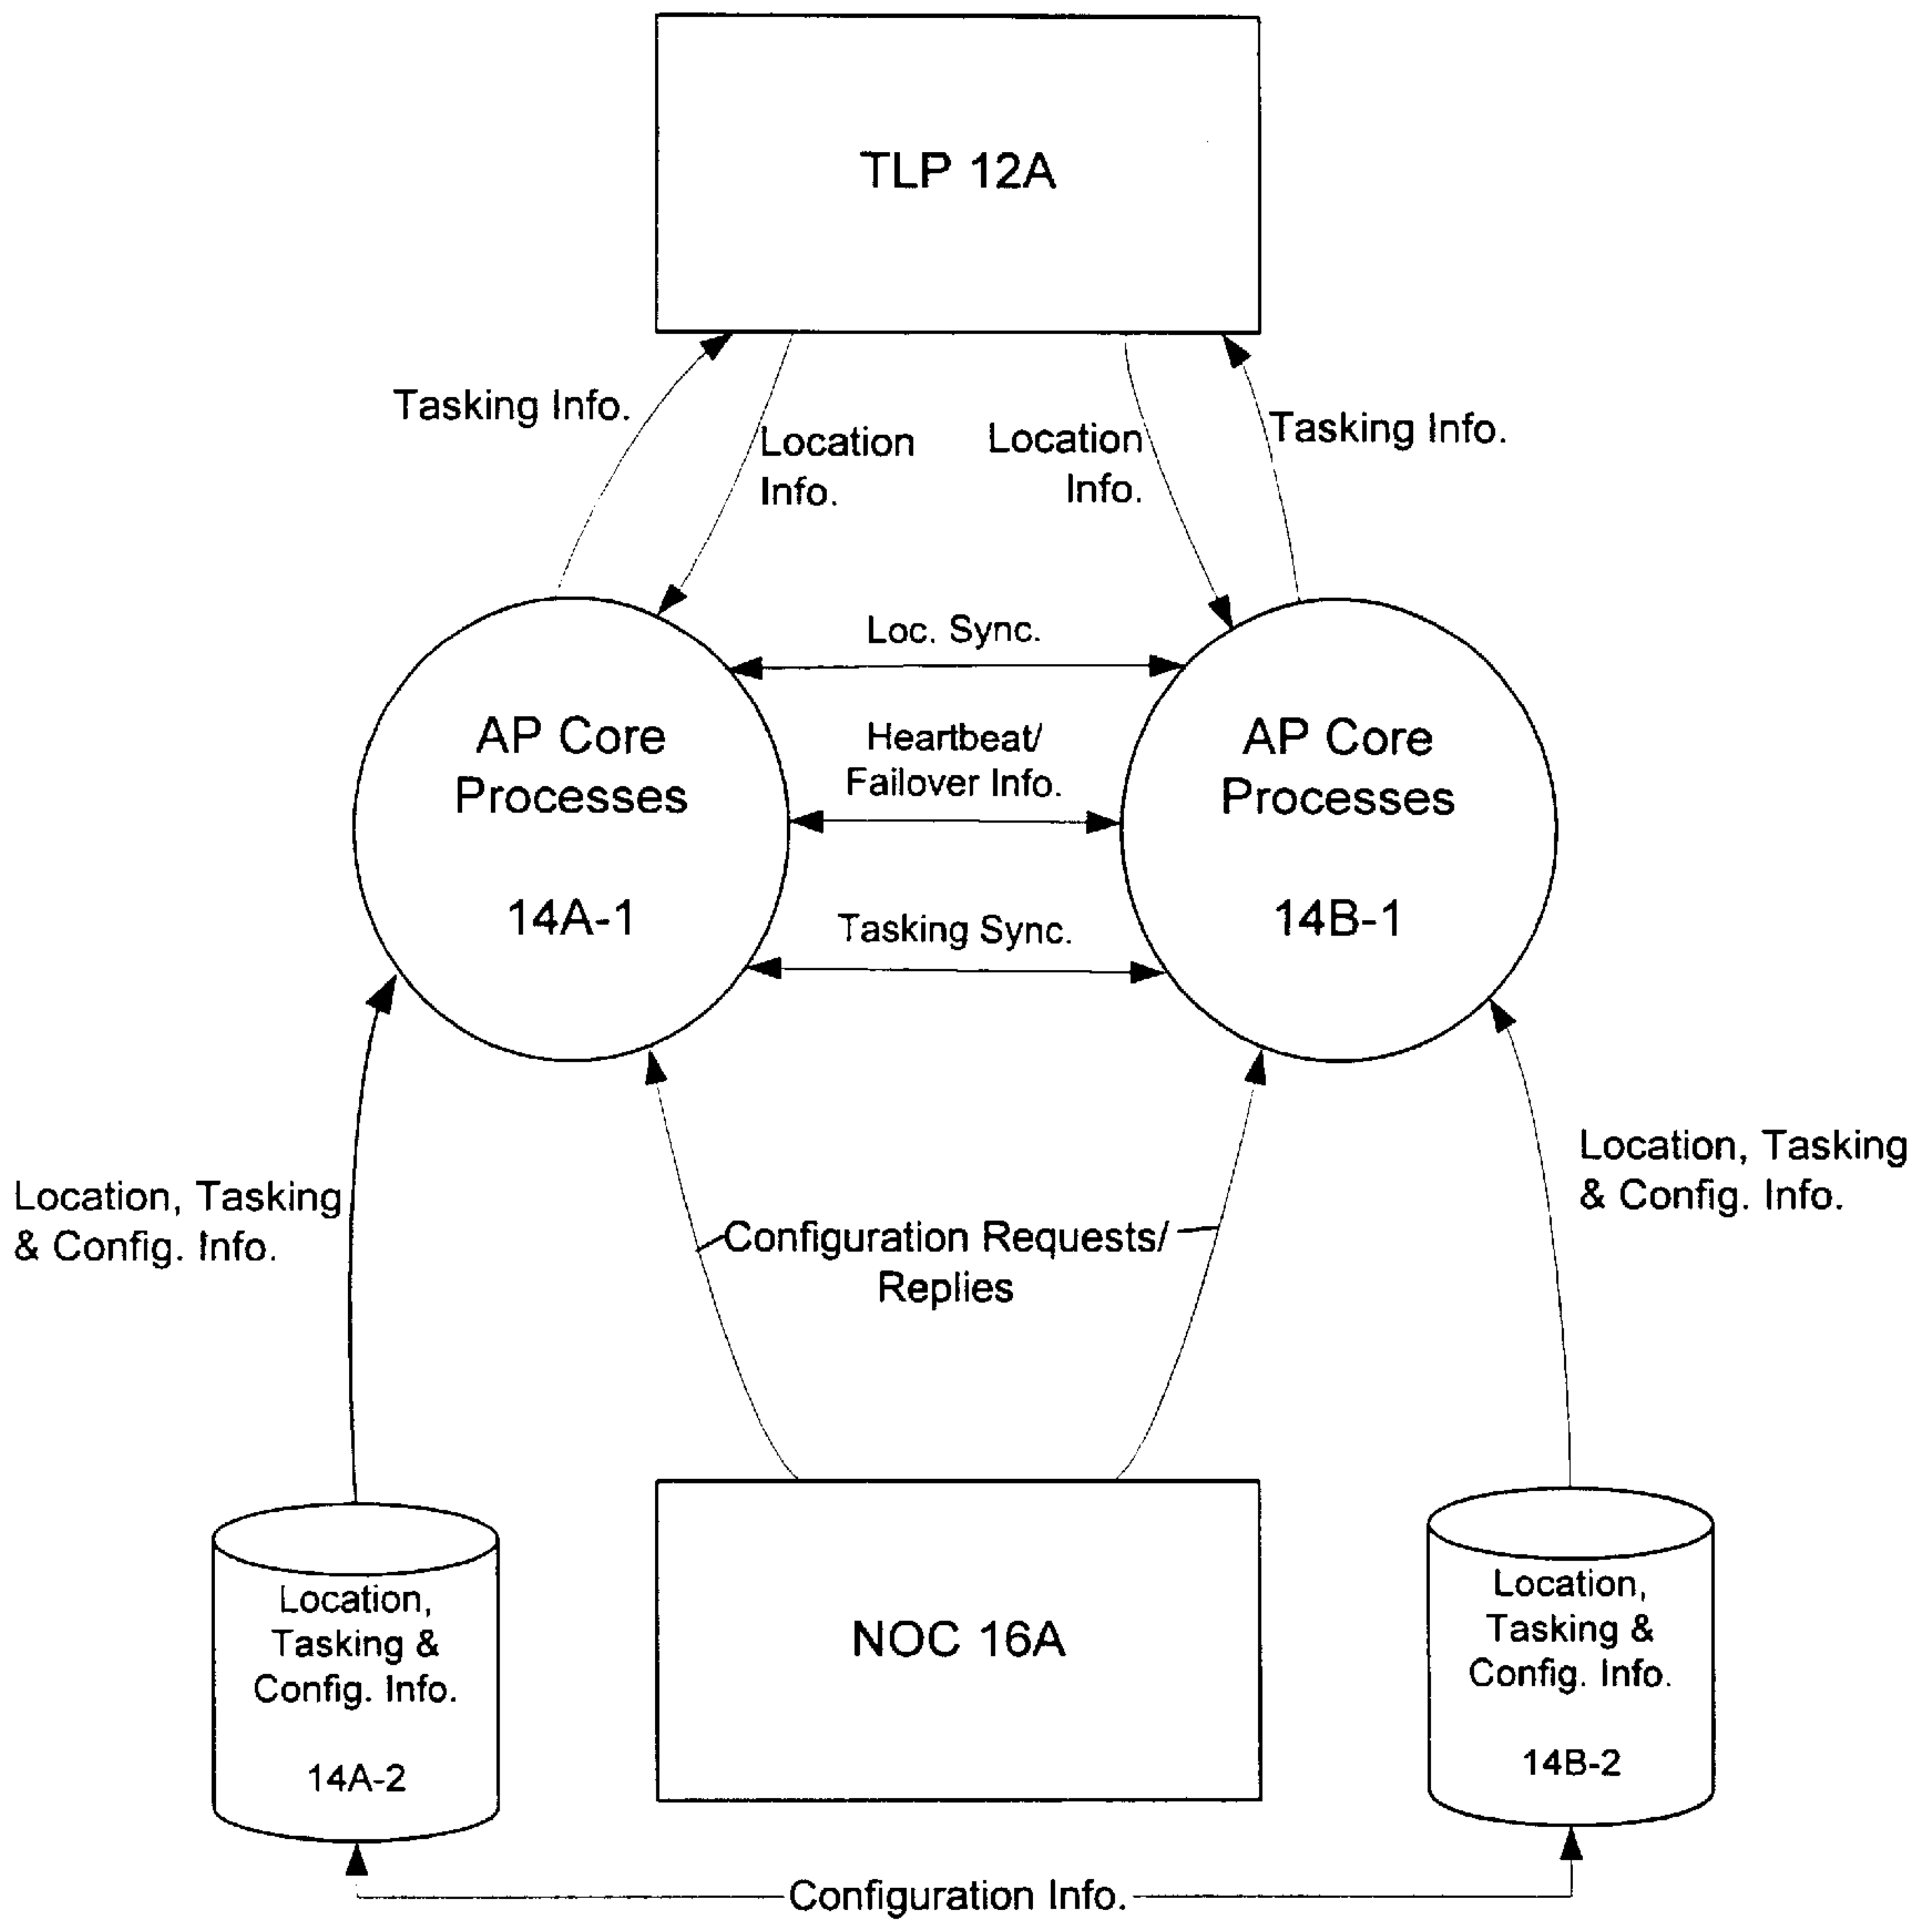 TLP 12A
Tasking Info.
Location
Info.
Location
Info.
Tasking Info.
Loc. Sync.
AP Core
Processes
14A-1
Heartbeat/
Failover Info.
AP Core
Processes
14B-1
Tasking Sync.
Location, Tasking
& Config. Info.
Configuration Requests/
Replies
Location, Tasking
& Config. Info.
Location,
Tasking &
Config. Info.
14A-2
NOC 16A
Location,
Tasking &
Config. Info.
14B-2
Configuration Info.